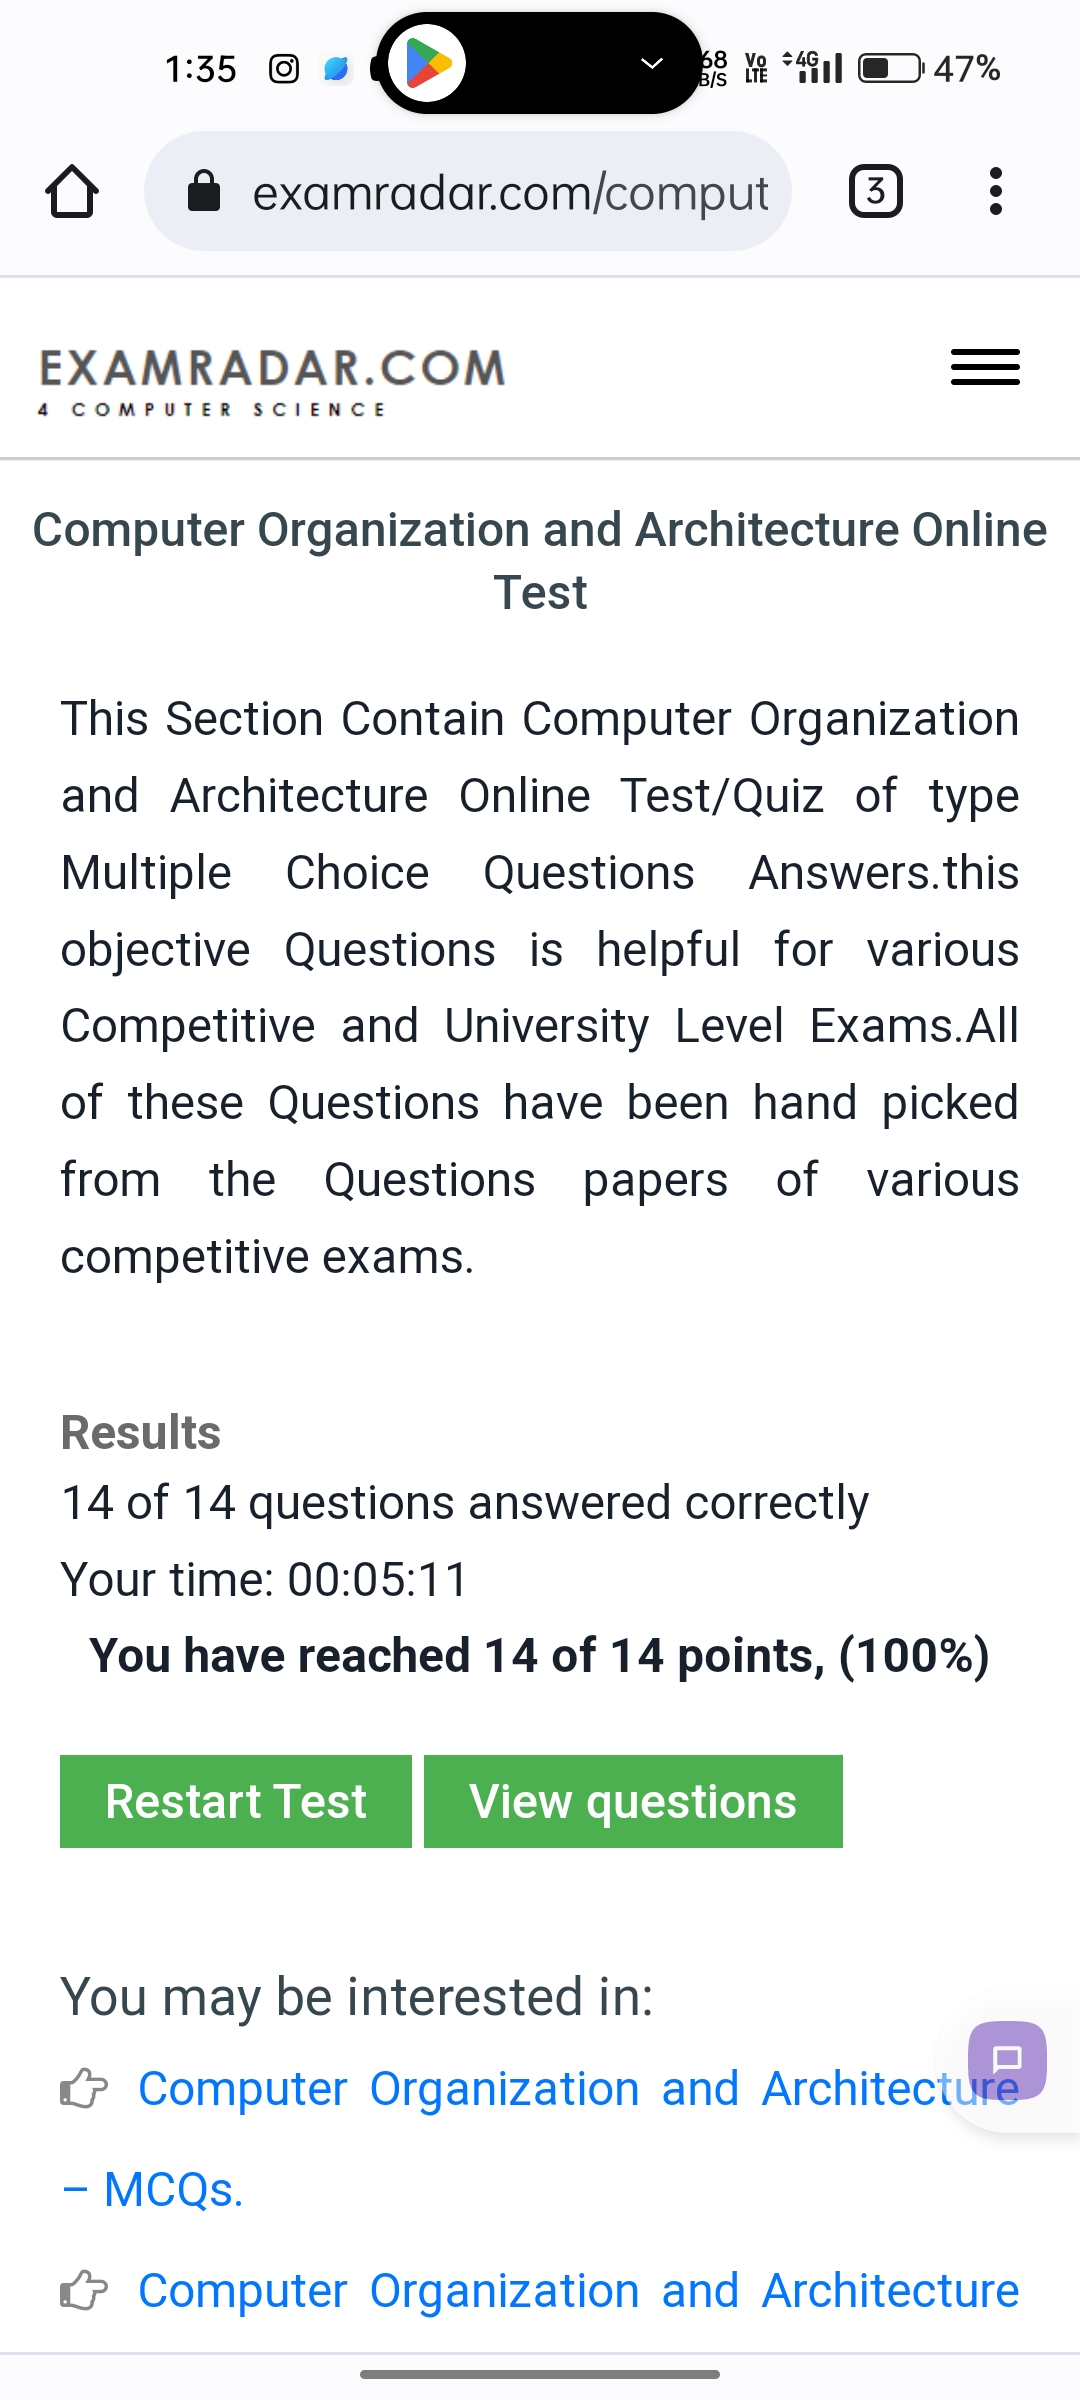 1:35 68 B/S Vo LTE 4G 47%
examradar.com/comput 3
EXAMRADAR.COM
4 COMPUTER SCIENCE
Computer Organization and Architecture Online
Test
This Section Contain Computer Organization
and Architecture Online Test/Quiz of type
Multiple Choice Questions Answers.this
objective Questions is helpful for various
Competitive and University Level Exams.All
of these Questions have been hand picked
from the Questions papers of various
competitive exams.
Results
14 of 14 questions answered correctly
Your time: 00:05:11
You have reached 14 of 14 points, (100%)
Restart Test View questions
You may be interested in:
Computer Organization and Architecture
– MCQs.
Computer Organization and Architecture